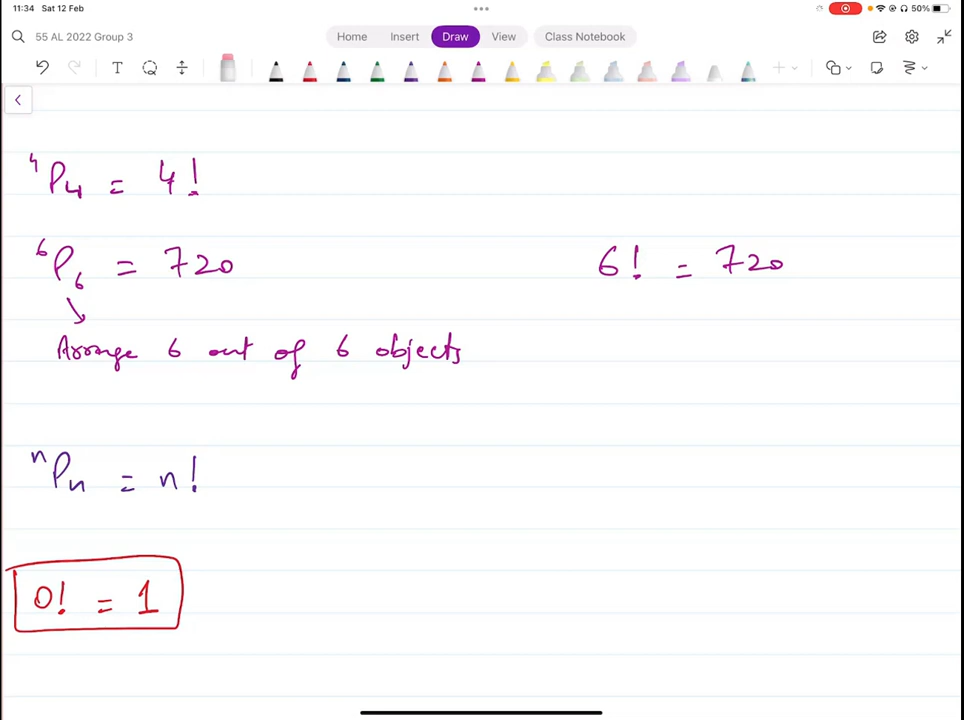 11:34 Sat 12 Feb 50%
55 AL 2022 Group 3 Home Insert Draw View Class Notebook
⁴P₄ = 4!
⁶P₆ = 720 6! = 720
Arrange 6 out of 6 objects
ⁿPₙ = n!
0! = 1